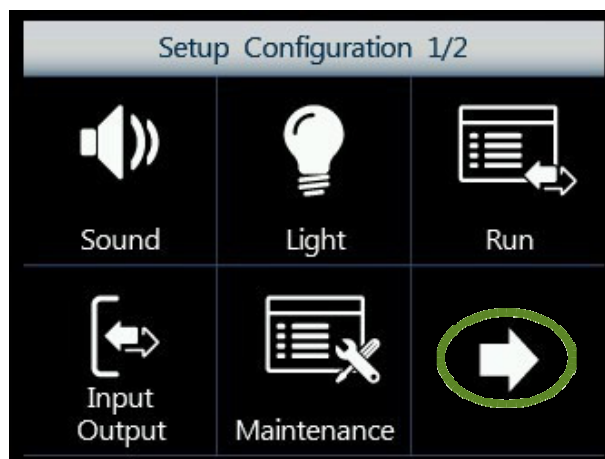 Setup Configuration 1/2
Sound
Light
Run
Input
Output
Maintenance